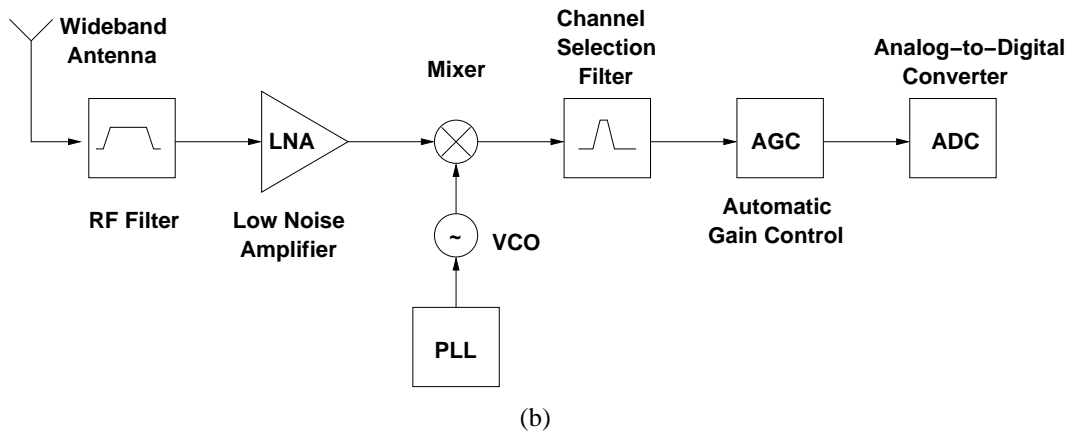 Wideband
Antenna
RF Filter
LNA
Low Noise
Amplifier
Mixer
~
VCO
PLL
Channel
Selection
Filter
AGC
Automatic
Gain Control
Analog−to−Digital
Converter
ADC
(b)